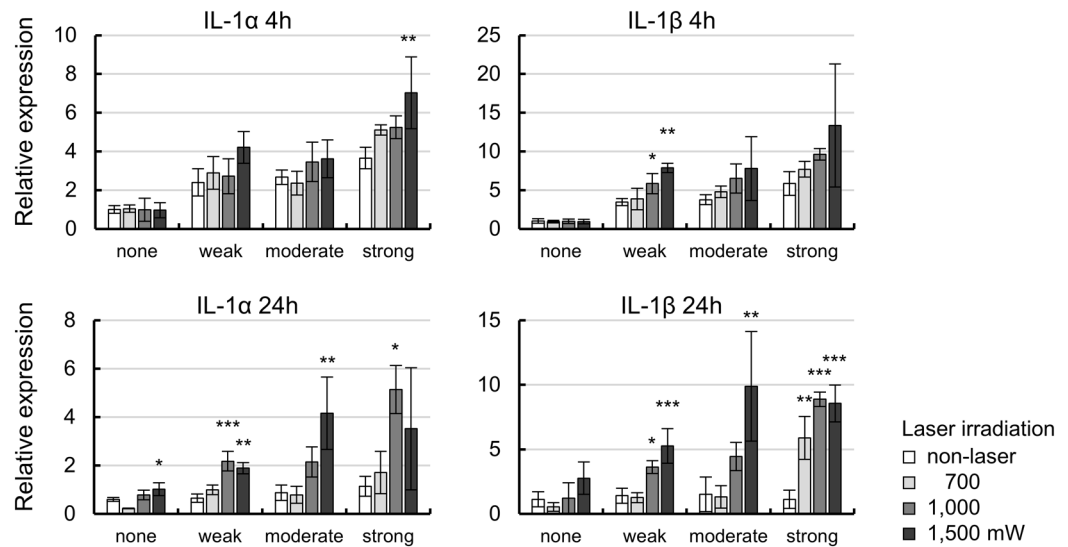 IL-1α 4h
Relative expression
10
8
6
4
2
0
**
none weak moderate strong
IL-1β 4h
25
20
15
10
5
0
* **
none weak moderate strong
IL-1α 24h
Relative expression
8
6
4
2
0
* *** ** ** *
none weak moderate strong
IL-1β 24h
15
10
5
0
* *** ** ** *** ***
none weak moderate strong
Laser irradiation
non-laser
700
1,000
1,500 mW